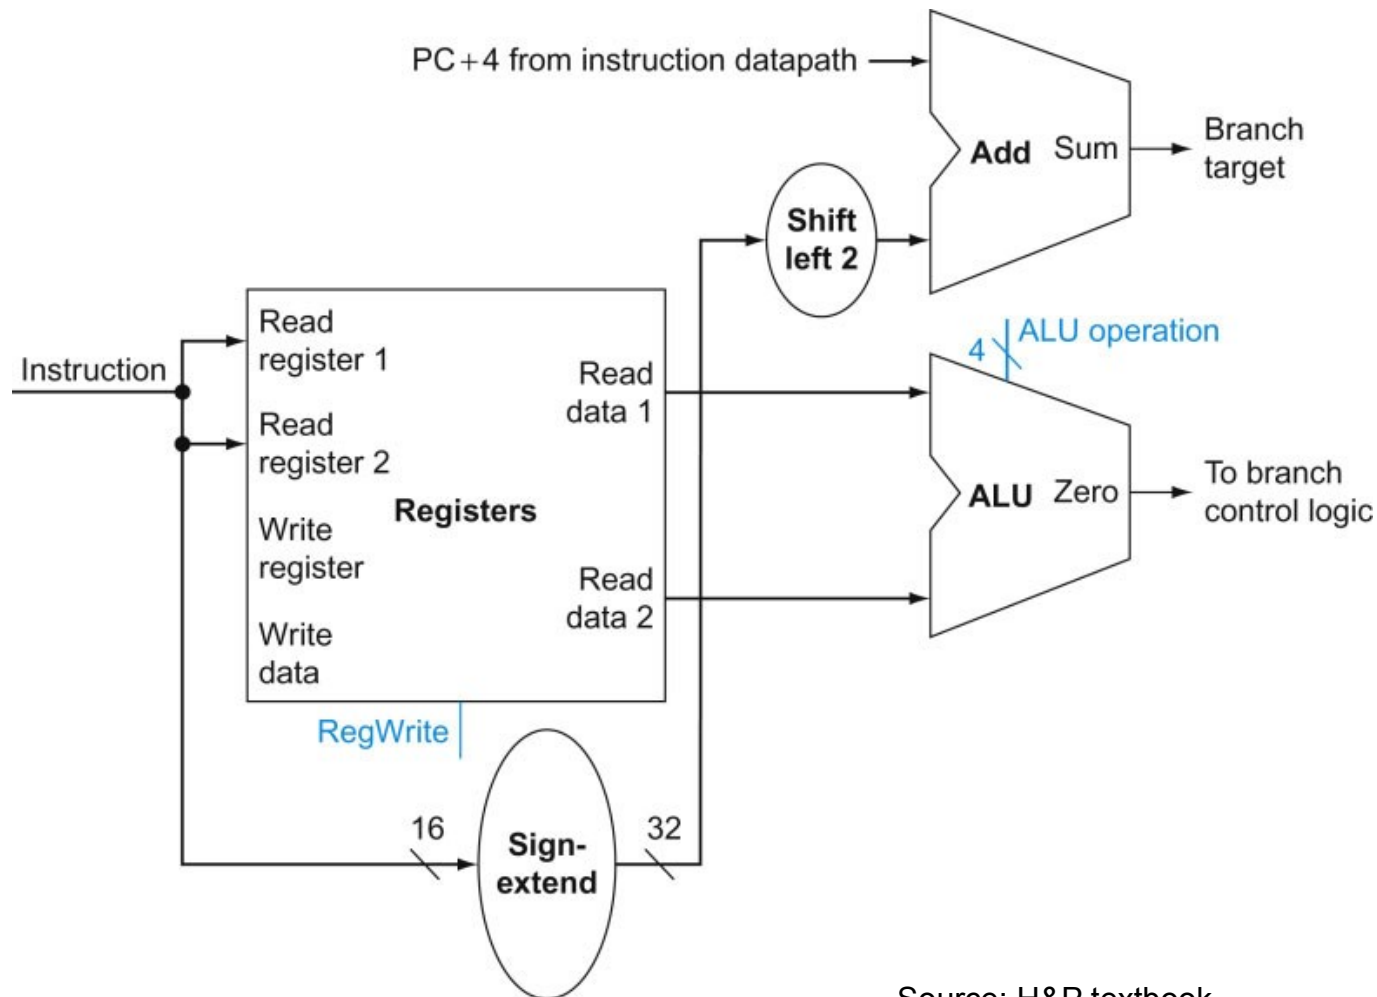 PC+4 from instruction datapath
Add
Sum
Branch
target
Shift
left 2
ALU operation
4
Instruction
Read
register 1
Read
data 1
Read
register 2
Registers
ALU
Zero
To branch
control logic
Write
register
Read
data 2
Write
data
RegWrite
16
Sign-
extend
32
Source: H&P textbook